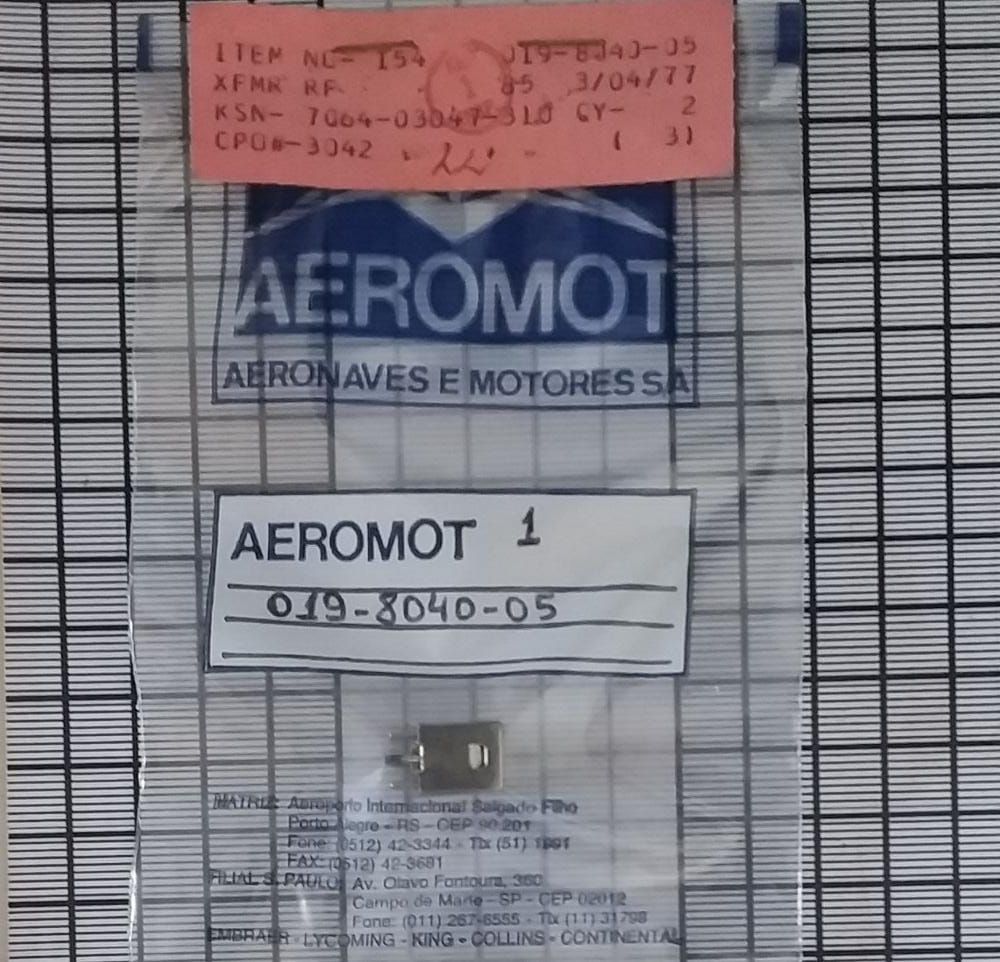 ITEM NO- 154 019-8040-05
XFMR RF 85 3/04/77
KSN- 7064-03047-310 QY- 2
CPO#-3042 ( 3)
AEROMOT
AERONAVES E MOTORES S A
AEROMOT 1
019-8040-05
MATRIZ: Aeroporto Internacional Salgado Filho
Porto Alegre - RS - CEP 90.201
Fone: (0512) 42-3344 - Tlx (51) 1991
FAX: (0512) 42-3681
FILIAL S. PAULO: Av. Olavo Fontoura, 360
Campo de Marte - SP - CEP 02012
Fone: (011) 267-6555 - Tlx (11) 31798
EMBRAER - LYCOMING - KING - COLLINS - CONTINENTAL